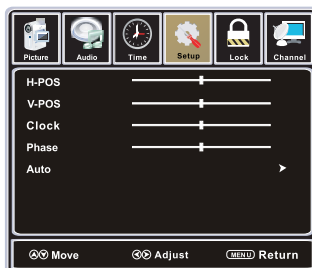 Picture Audio Time Setup Lock Channel
H-POS
V-POS
Clock
Phase
Auto
Move Adjust MENU Return